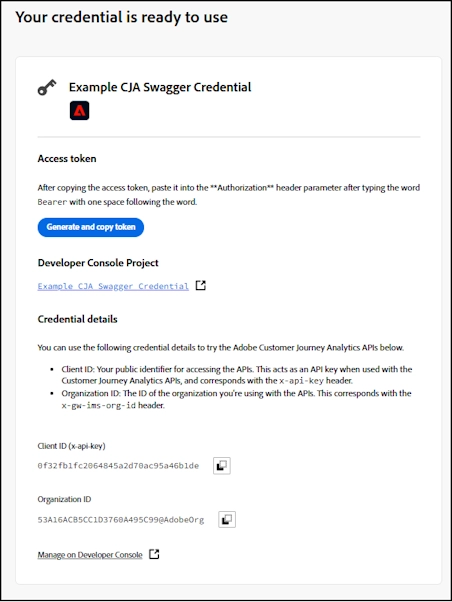 Your credential is ready to use
Example CJA Swagger Credential
Access token
After copying the access token, paste it into the **Authorization** header parameter after typing the word
Bearer with one space following the word.
Generate and copy token
Developer Console Project
Example CJA Swagger Credential
Credential details
You can use the following credential details to try the Adobe Customer Journey Analytics APIs below.
• Client ID: Your public identifier for accessing the APIs. This acts as an API key when used with the
Customer Journey Analytics APIs, and corresponds with the x-api-key header.
• Organization ID: The ID of the organization you're using with the APIs. This corresponds with the
x-gw-ims-org-id header.
Client ID (x-api-key)
0f32fb1fc2064845a2d70ac95a46b1de
Organization ID
53A16ACB5CC1D3760A495C99@AdobeOrg
Manage on Developer Console